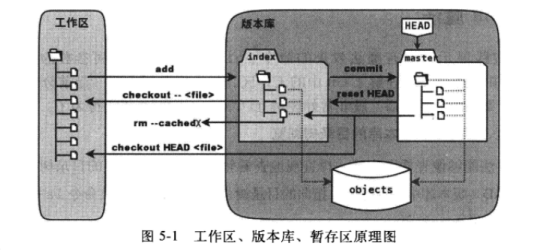 工作区
版本库
HEAD
index
master
add
commit
checkout -- <file>
reset HEAD
rm --cached
checkout HEAD <file>
objects
图 5-1 工作区、版本库、暂存区原理图